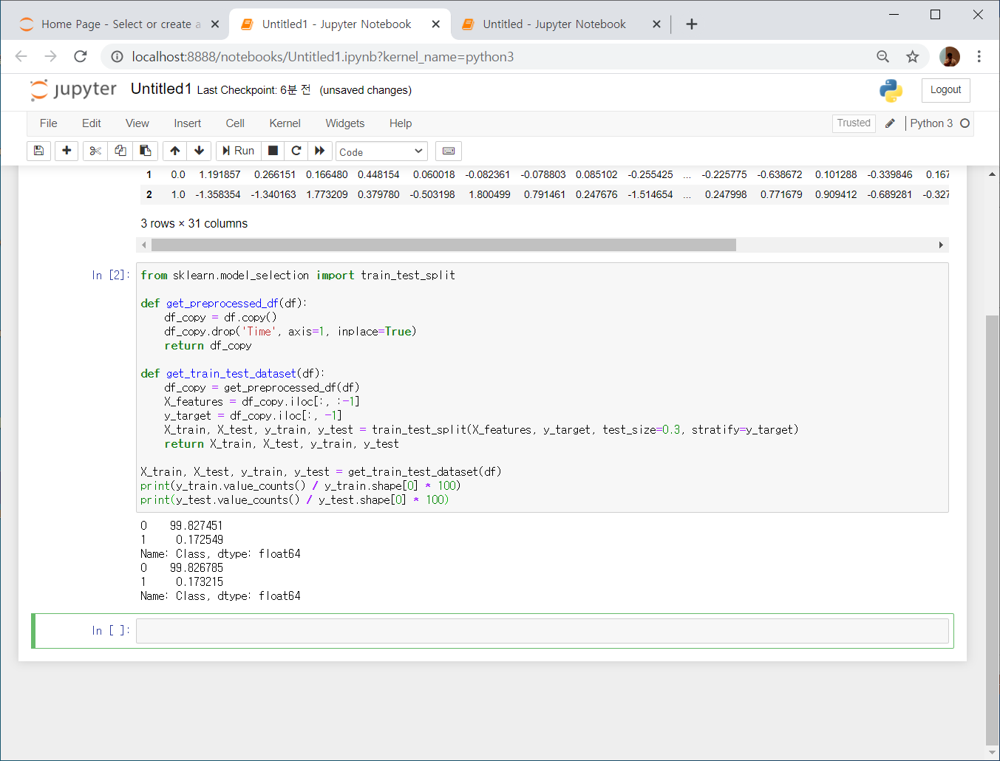 Home Page - Select or create a
Untitled1 - Jupyter Notebook
Untitled - Jupyter Notebook
localhost:8888/notebooks/Untitled1.ipynb?kernel_name=python3
jupyter Untitled1 Last Checkpoint: 6분 전 (unsaved changes)
Logout
File Edit View Insert Cell Kernel Widgets Help
Trusted Python 3
Run Code
1 0.0 1.191857 0.266151 0.166480 0.448154 0.060018 -0.082361 -0.078803 0.085102 -0.255425 ... -0.225775 -0.638672 0.101288 -0.339846 0.167
2 1.0 -1.358354 -1.340163 1.773209 0.379780 -0.503198 1.800499 0.791461 0.247676 -1.514654 ... 0.247998 0.771679 0.909412 -0.689281 -0.327
3 rows × 31 columns
In [2]: from sklearn.model_selection import train_test_split
def get_preprocessed_df(df):
df_copy = df.copy()
df_copy.drop('Time', axis=1, inplace=True)
return df_copy
def get_train_test_dataset(df):
df_copy = get_preprocessed_df(df)
X_features = df_copy.iloc[:, :-1]
y_target = df_copy.iloc[:, -1]
X_train, X_test, y_train, y_test = train_test_split(X_features, y_target, test_size=0.3, stratify=y_target)
return X_train, X_test, y_train, y_test
X_train, X_test, y_train, y_test = get_train_test_dataset(df)
print(y_train.value_counts() / y_train.shape[0] * 100)
print(y_test.value_counts() / y_test.shape[0] * 100)
0 99.827451
1 0.172549
Name: Class, dtype: float64
0 99.826785
1 0.173215
Name: Class, dtype: float64
In [ ]: